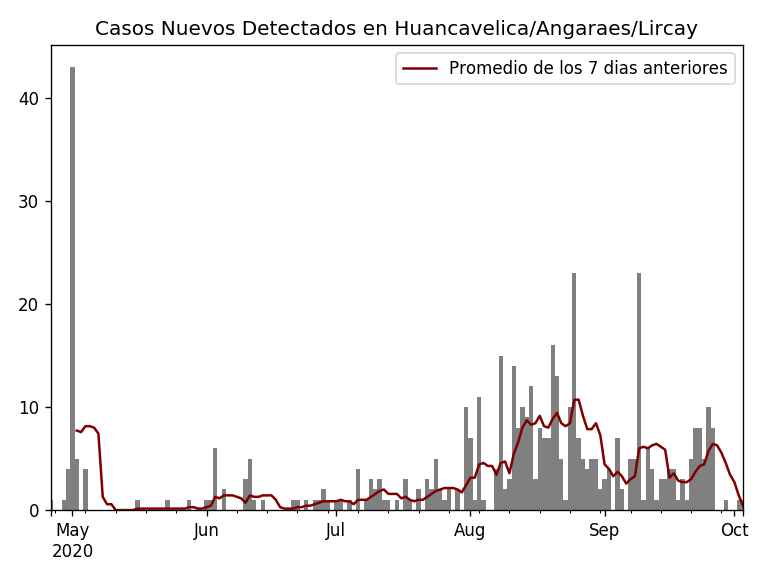 Casos Nuevos Detectados en Huancavelica/Angaraes/Lircay
Promedio de los 7 dias anteriores
40
30
20
10
0
May Jun Jul Aug Sep Oct
2020